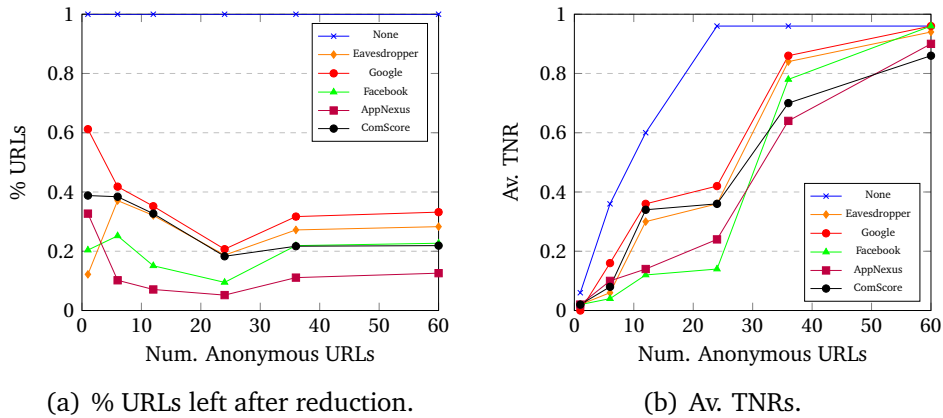 1
0.8
0.6
0.4
0.2
0
% URLs
None
Eavesdropper
Google
Facebook
AppNexus
ComScore
0 10 20 30 40 50 60
Num. Anonymous URLs
(a) % URLs left after reduction.
1
0.8
0.6
0.4
0.2
0
Av. TNR
None
Eavesdropper
Google
Facebook
AppNexus
ComScore
0 10 20 30 40 50 60
Num. Anonymous URLs
(b) Av. TNRs.